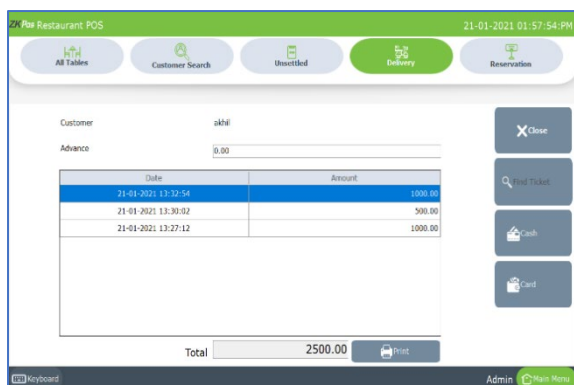 ZKPos Restaurant POS 21-01-2021 01:57:54:PM
All Tables Customer Search Unsettled Delivery Reservation
Customer akhil
Close
Advance 0.00
Date Amount
Find Ticket
21-01-2021 13:32:54 1000.00
21-01-2021 13:30:02 500.00
21-01-2021 13:27:12 1000.00
Cash
Card
Total 2500.00 Print
Keyboard Admin Main Menu